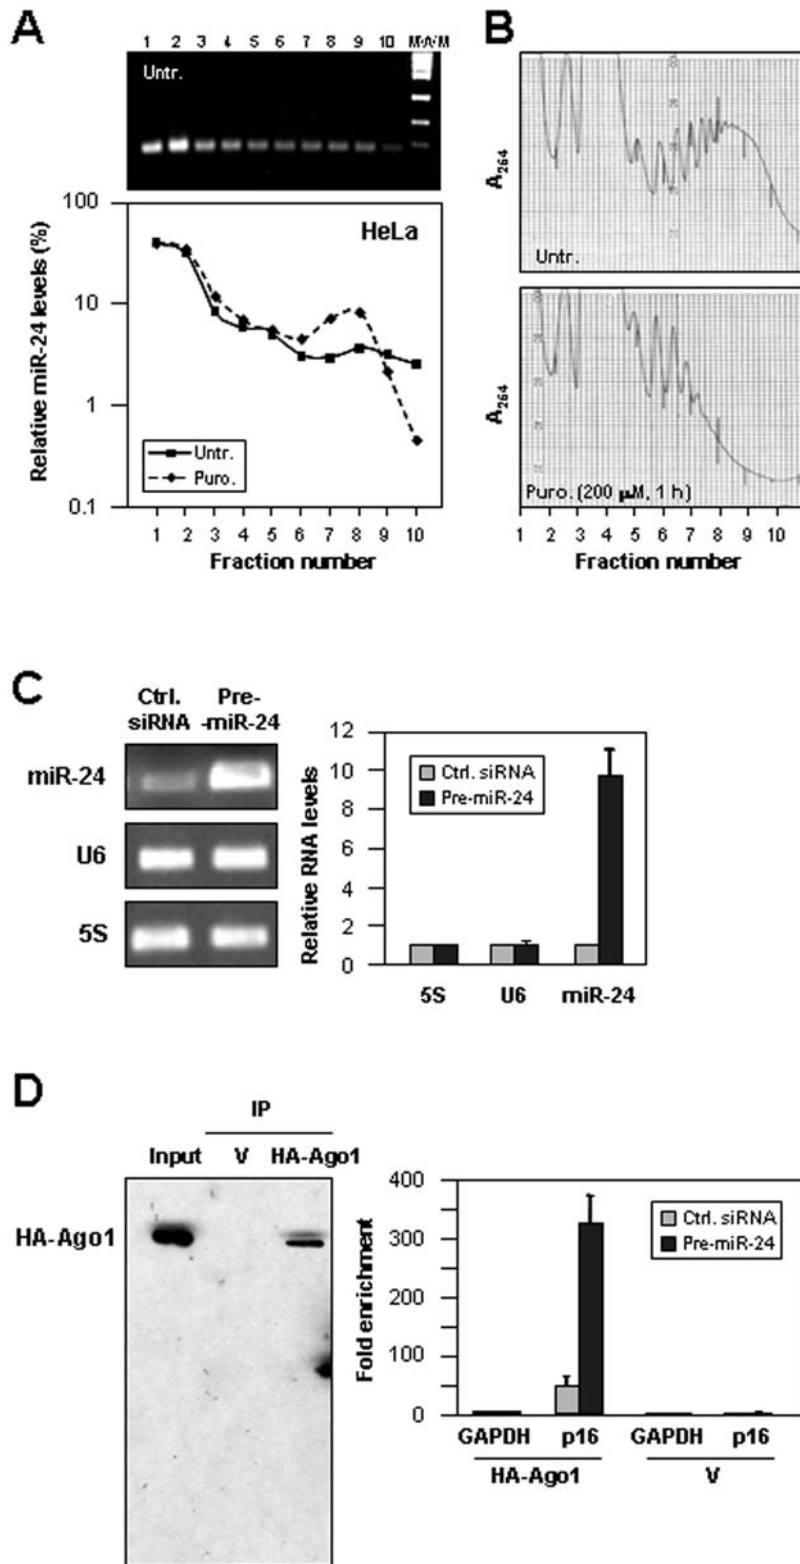 A
1 2 3 4 5 6 7 8 9 10 M.W M
Untr.
100
10
1
0.1
Relative miR-24 levels (%)
HeLa
Untr.
Puro.
1 2 3 4 5 6 7 8 9 10
Fraction number
B
A264
Untr.
A264
Puro. (200 µM, 1 h)
1 2 3 4 5 6 7 8 9 10
Fraction number
C
Ctrl. siRNA
Pre-
-miR-24
miR-24
U6
5S
12
10
8
6
4
2
0
Relative RNA levels
Ctrl. siRNA
Pre-miR-24
5S U6 miR-24
D
IP
Input V HA-Ago1
HA-Ago1
400
300
200
100
0
Fold enrichment
Ctrl. siRNA
Pre-miR-24
GAPDH p16 GAPDH p16
HA-Ago1 V